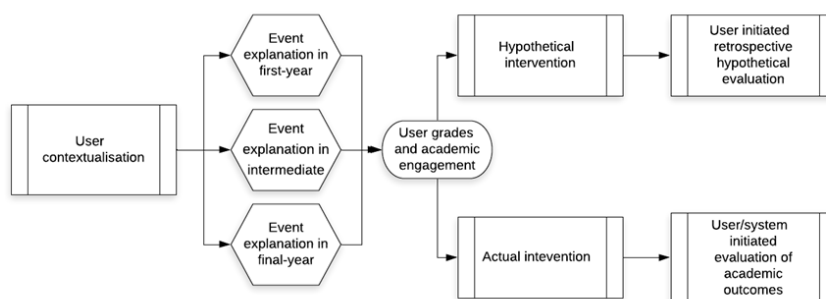 User
contextualisation
Event
explanation in
first-year
Event
explanation in
intermediate
Event
explanation in
final-year
User grades
and academic
engagement
Hypothetical
intervention
User initiated
retrospective
hypothetical
evaluation
Actual intevention
User/system
initiated
evaluation of
academic
outcomes